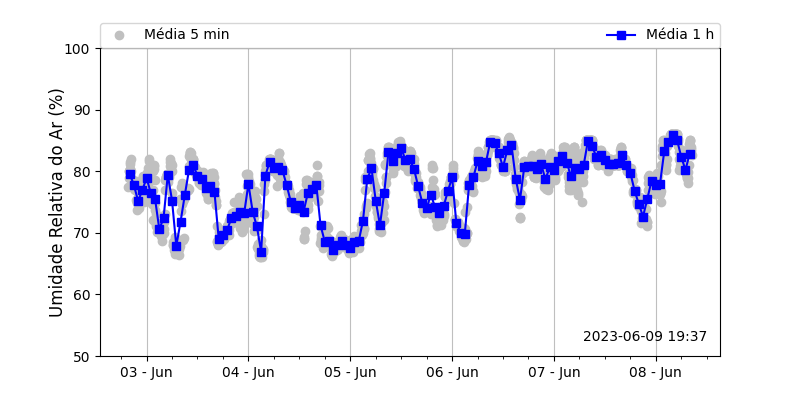 Média 5 min
Média 1 h
Umidade Relativa do Ar (%)
100
90
80
70
60
50
2023-06-09 19:37
03 - Jun
04 - Jun
05 - Jun
06 - Jun
07 - Jun
08 - Jun